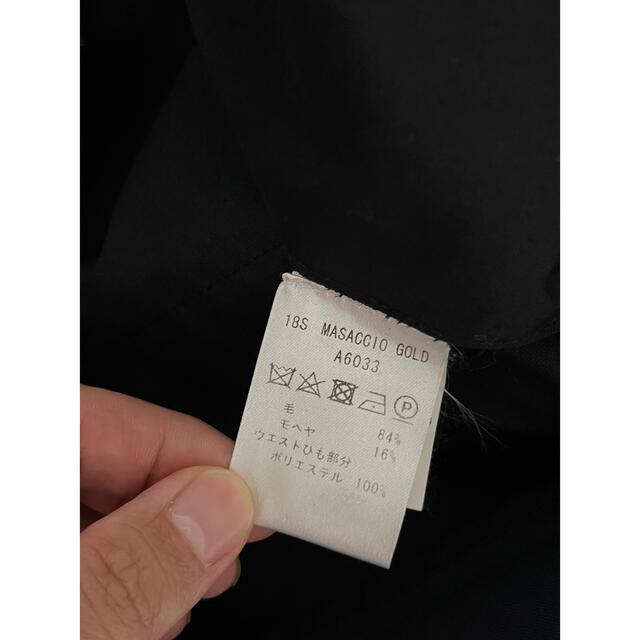 18S MASACCIO GOLD
A6033
P
毛 84%
モヘヤ 16%
ウエストひも部分
ポリエステル 100%